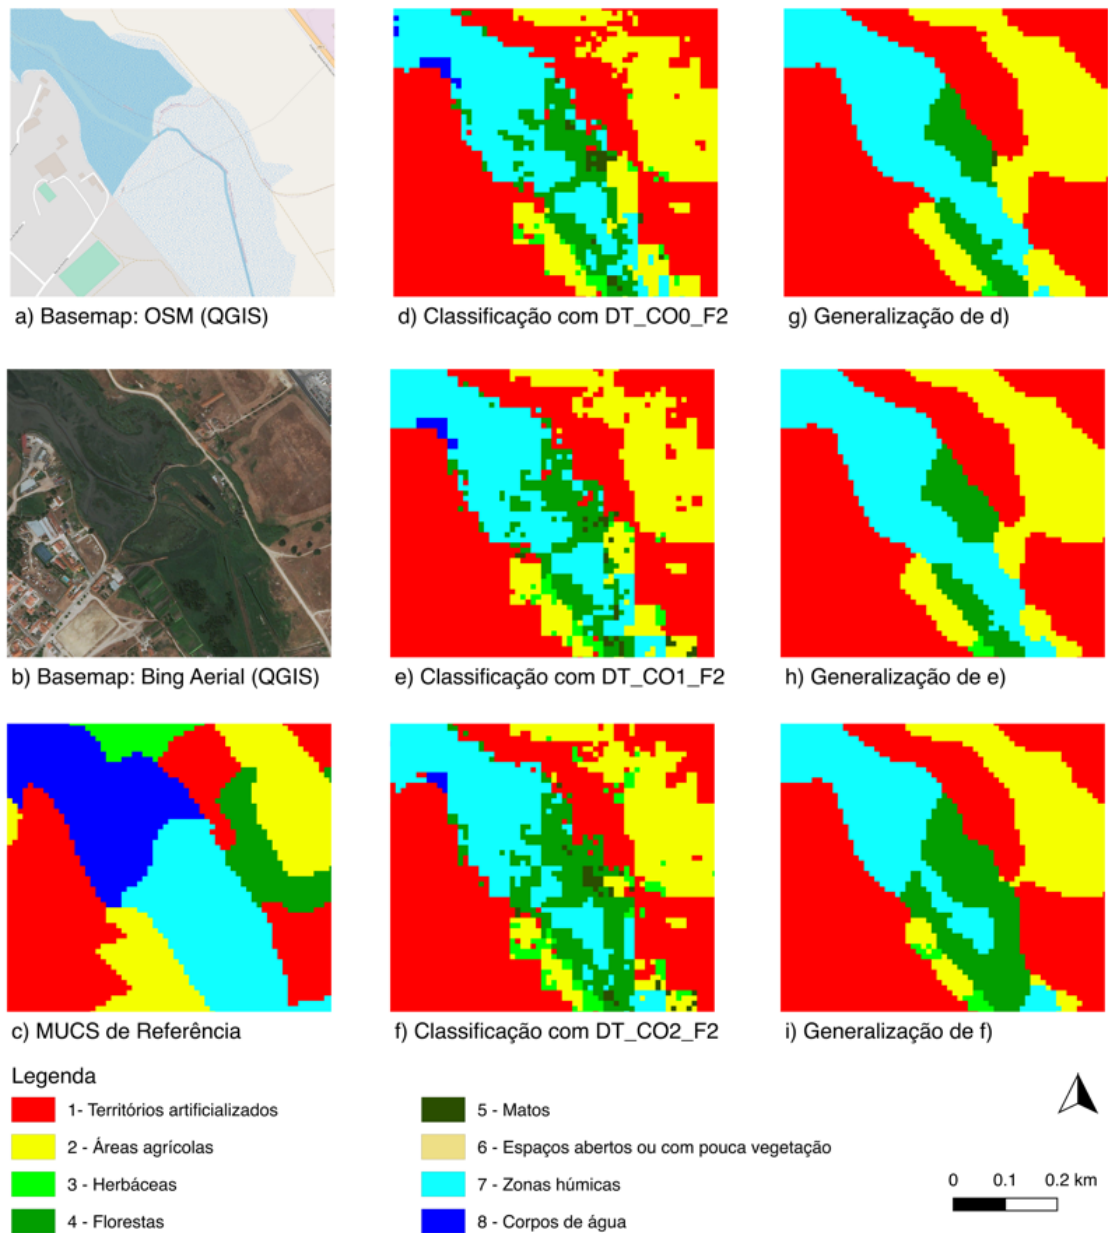 a) Basemap: OSM (QGIS)
d) Classificação com DT_CO0_F2
g) Generalização de d)
b) Basemap: Bing Aerial (QGIS)
e) Classificação com DT_CO1_F2
h) Generalização de e)
c) MUCS de Referência
f) Classificação com DT_CO2_F2
i) Generalização de f)
Legenda
1- Territórios artificializados
2 - Áreas agrícolas
3 - Herbáceas
4 - Florestas
5 - Matos
6 - Espaços abertos ou com pouca vegetação
7 - Zonas húmicas
8 - Corpos de água
0 0.1 0.2 km